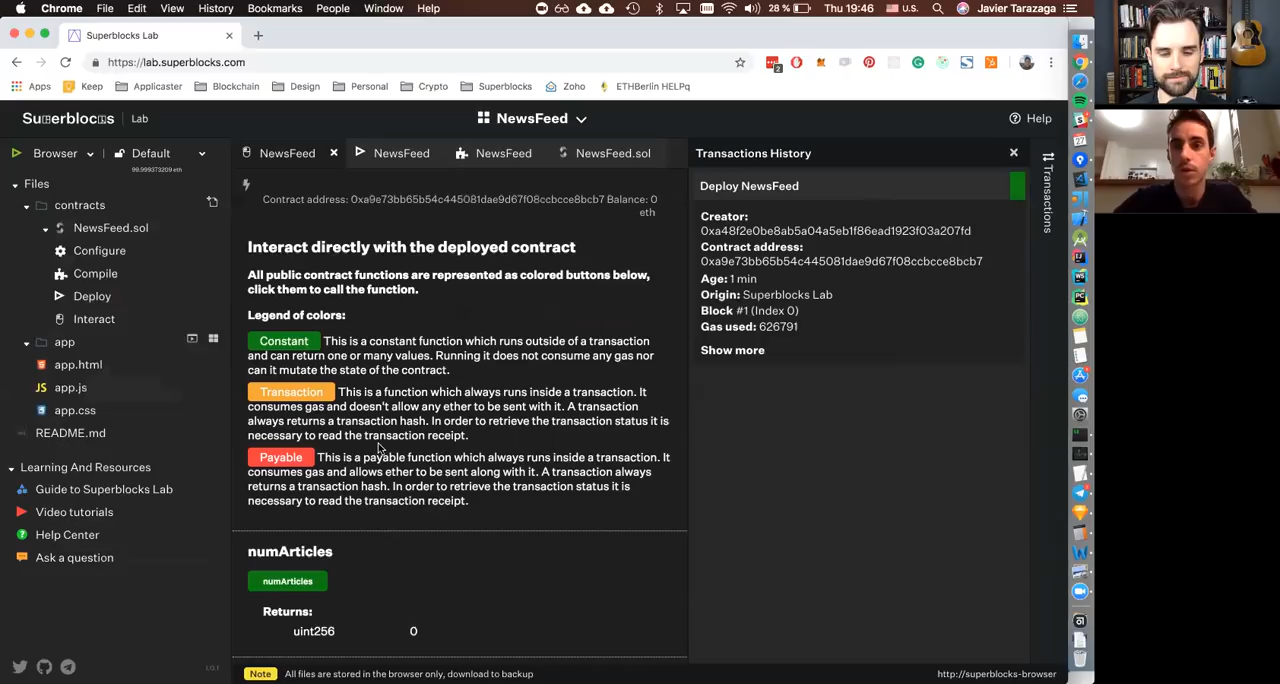 Chrome File Edit View History Bookmarks People Window Help 28 % Thu 19:46 U.S. Javier Tarazaga
Superblocks Lab
https://lab.superblocks.com 2
Apps Keep Applicaster Blockchain Design Personal Crypto Superblocks Zoho ETHBerlin HELPq
Superblocks Lab NewsFeed Help
Browser Default
99.999373209 eth
NewsFeed NewsFeed NewsFeed NewsFeed.sol
Files
contracts
NewsFeed.sol
Configure
Compile
Deploy
Interact
app
app.html
JS app.js
app.css
README.md
Learning And Resources
Guide to Superblocks Lab
Video tutorials
Help Center
Ask a question
1.0.1
Contract address: 0xa9e73bb65b54c445081dae9d67f08ccbcce8bcb7 Balance: 0
eth
Interact directly with the deployed contract
All public contract functions are represented as colored buttons below,
click them to call the function.
Legend of colors:
Constant This is a constant function which runs outside of a transaction
and can return one or many values. Running it does not consume any gas nor
can it mutate the state of the contract.
Transaction This is a function which always runs inside a transaction. It
consumes gas and doesn't allow any ether to be sent with it. A transaction
always returns a transaction hash. In order to retrieve the transaction status it is
necessary to read the transaction receipt.
Payable This is a payable function which always runs inside a transaction. It
consumes gas and allows ether to be sent along with it. A transaction always
returns a transaction hash. In order to retrieve the transaction status it is
necessary to read the transaction receipt.
numArticles
numArticles
Returns:
uint256 0
Transactions History
Deploy NewsFeed
Creator:
0xa48f2e0be8ab5a04a5eb1f86ead1923f03a207fd
Contract address:
0xa9e73bb65b54c445081dae9d67f08ccbcce8bcb7
Age: 1 min
Origin: Superblocks Lab
Block #1 (Index 0)
Gas used: 626791
Show more
Transactions
Note All files are stored in the browser only, download to backup http://superblocks-browser